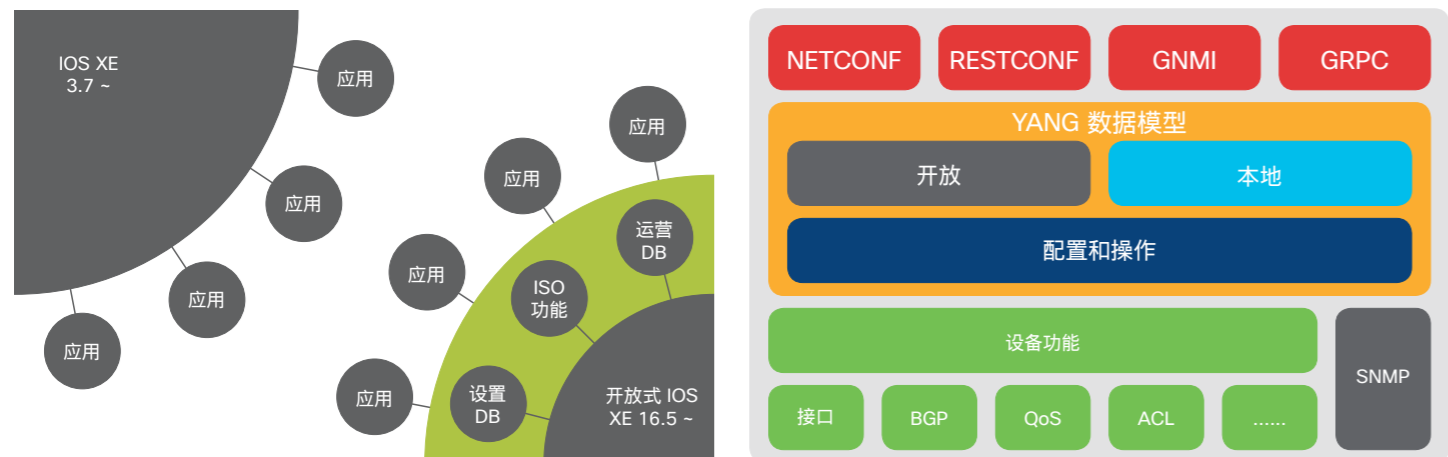 IOS XE
3.7 ~
应用
应用
应用
应用
应用
应用
应用
应用
运营
DB
ISO
功能
设置
DB
开放式 IOS
XE 16.5 ~
NETCONF
RESTCONF
GNMI
GRPC
YANG 数据模型
开放
本地
配置和操作
设备功能
SNMP
接口
BGP
QoS
ACL
......